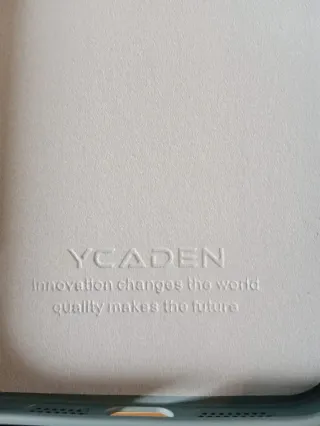 YCADEN
Innovation changes the world
quality makes the future